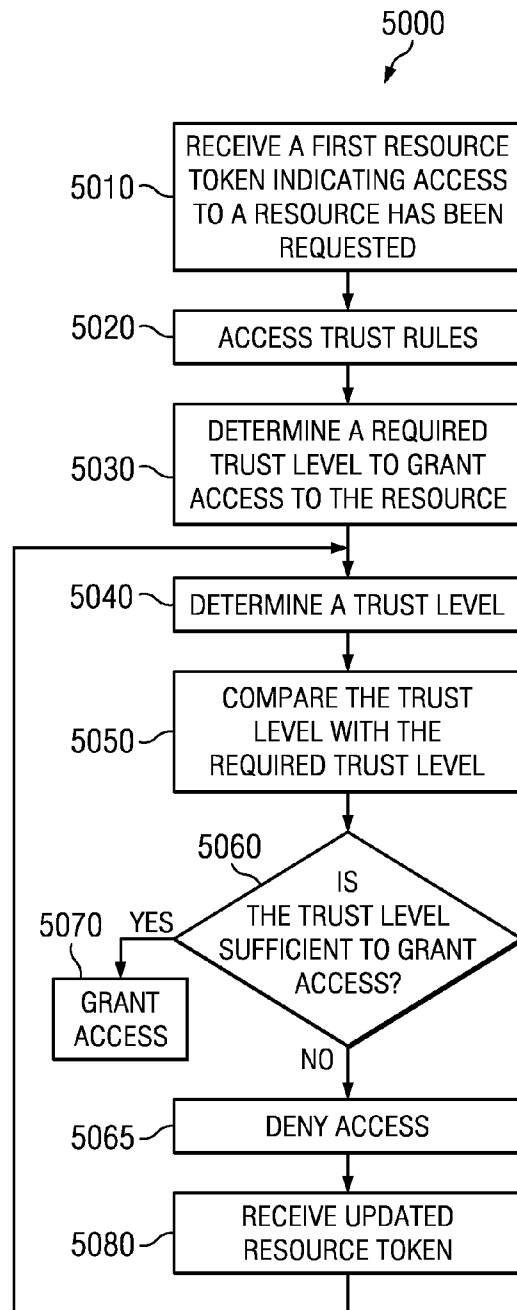 5000
5010
RECEIVE A FIRST RESOURCE
TOKEN INDICATING ACCESS
TO A RESOURCE HAS BEEN
REQUESTED
5020
ACCESS TRUST RULES
5030
DETERMINE A REQUIRED
TRUST LEVEL TO GRANT
ACCESS TO THE RESOURCE
5040
DETERMINE A TRUST LEVEL
5050
COMPARE THE TRUST
LEVEL WITH THE
REQUIRED TRUST LEVEL
5060
IS
THE TRUST LEVEL
SUFFICIENT TO GRANT
ACCESS?
YES
5070
GRANT
ACCESS
NO
5065
DENY ACCESS
5080
RECEIVE UPDATED
RESOURCE TOKEN